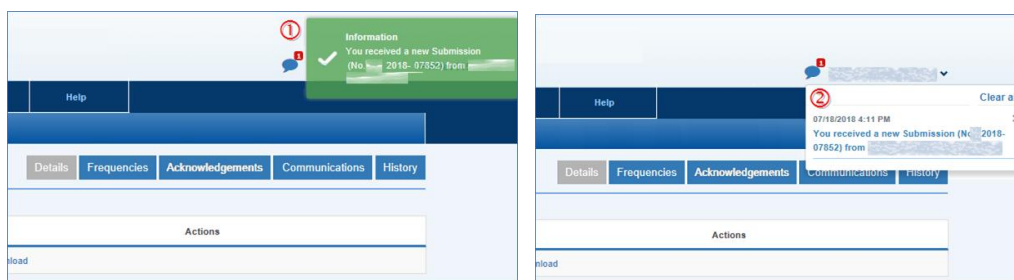 ①
Information
You received a new Submission
(No. 2018- 07852) from
1
Help
Details Frequencies Acknowledgements Communications History
Actions
nload
1
②
Clear a
07/18/2018 4:11 PM
You received a new Submission (No 2018-
07852) from
Help
Details Frequencies Acknowledgements Communications History
Actions
nload